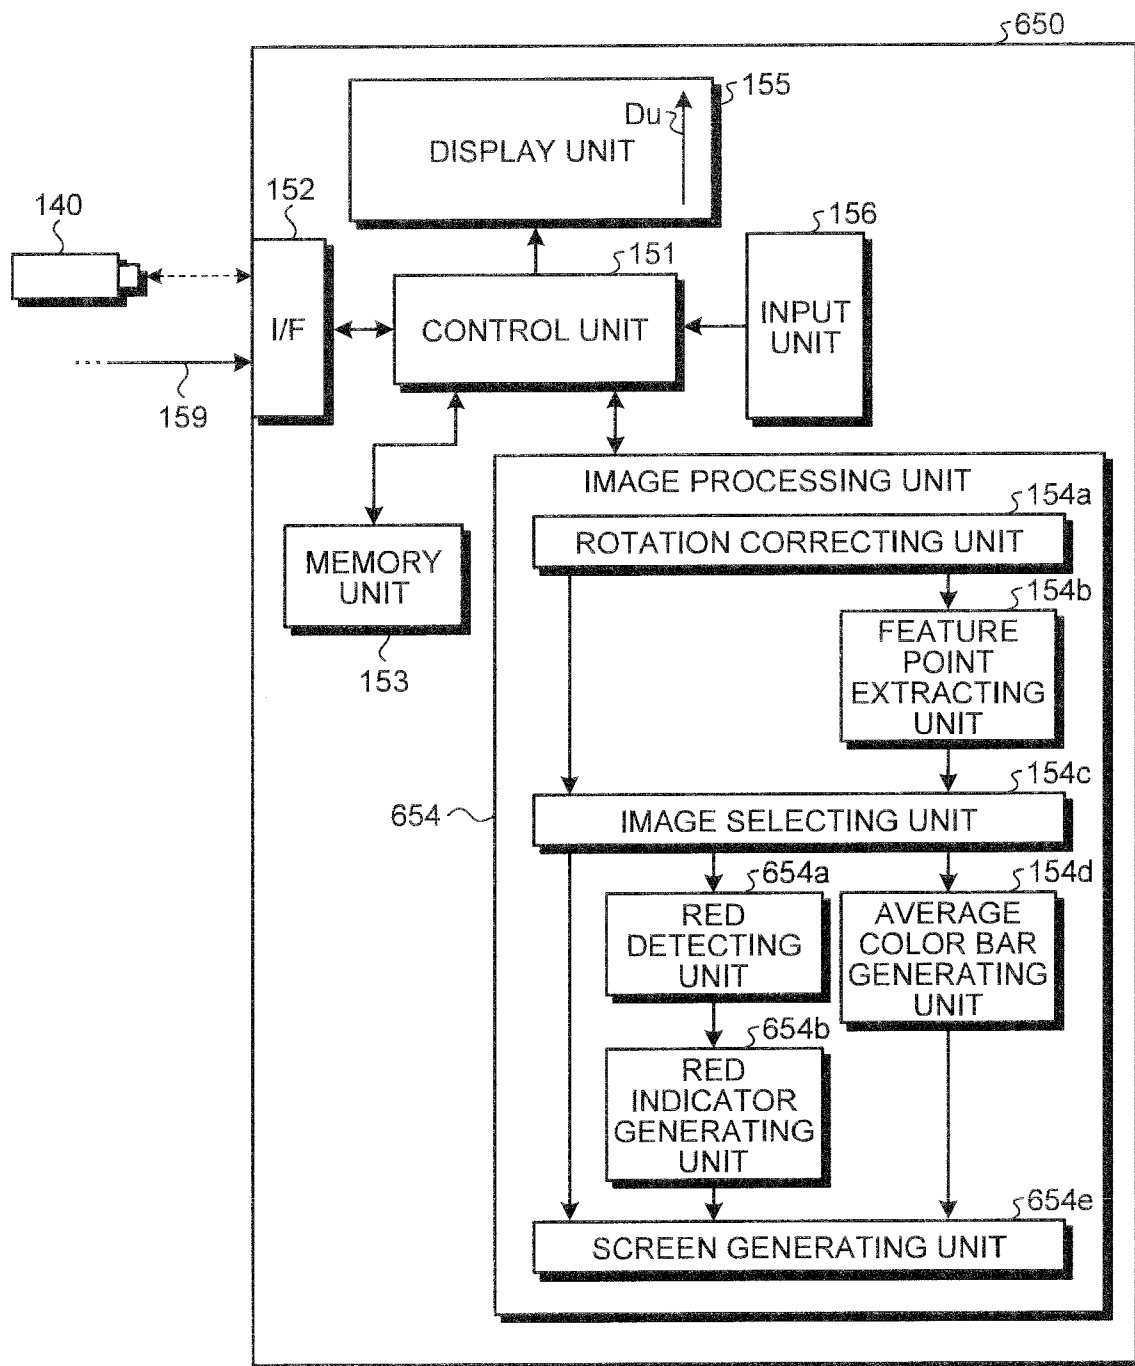 650
155
Du
DISPLAY UNIT
152
140
156
151
I/F
CONTROL UNIT
INPUT
UNIT
159
IMAGE PROCESSING UNIT
154a
ROTATION CORRECTING UNIT
MEMORY
UNIT
153
154b
FEATURE
POINT
EXTRACTING
UNIT
154c
654
IMAGE SELECTING UNIT
654a
154d
RED
DETECTING
UNIT
AVERAGE
COLOR BAR
GENERATING
UNIT
654b
RED
INDICATOR
GENERATING
UNIT
654e
SCREEN GENERATING UNIT